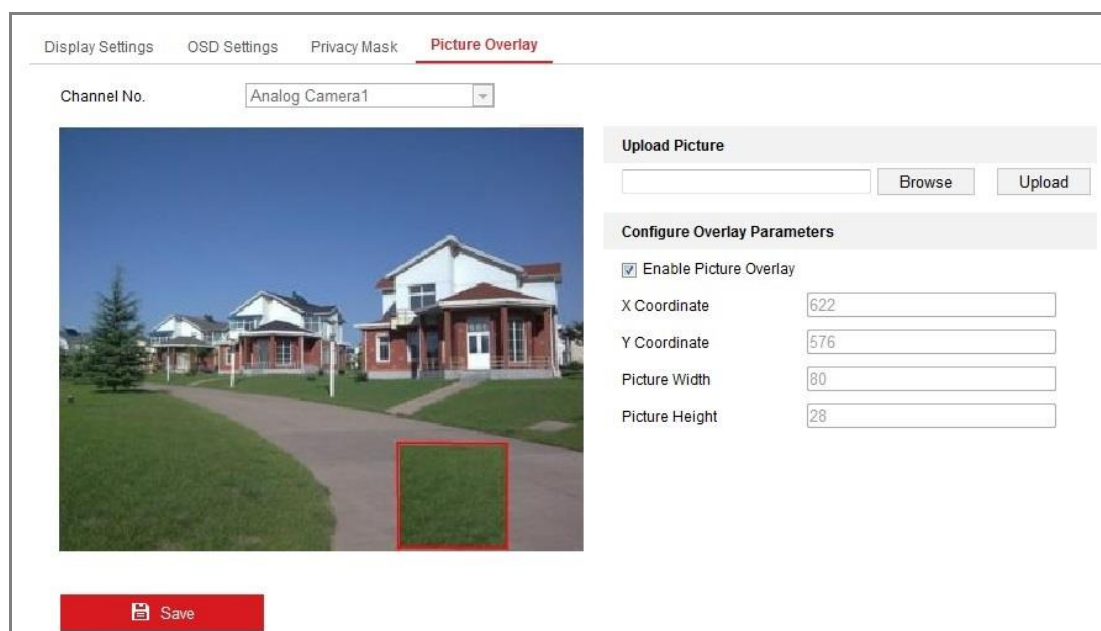 Display Settings OSD Settings Privacy Mask Picture Overlay
Channel No. Analog Camera1
Upload Picture
Browse Upload
Configure Overlay Parameters
Enable Picture Overlay
X Coordinate 622
Y Coordinate 576
Picture Width 80
Picture Height 28
Save